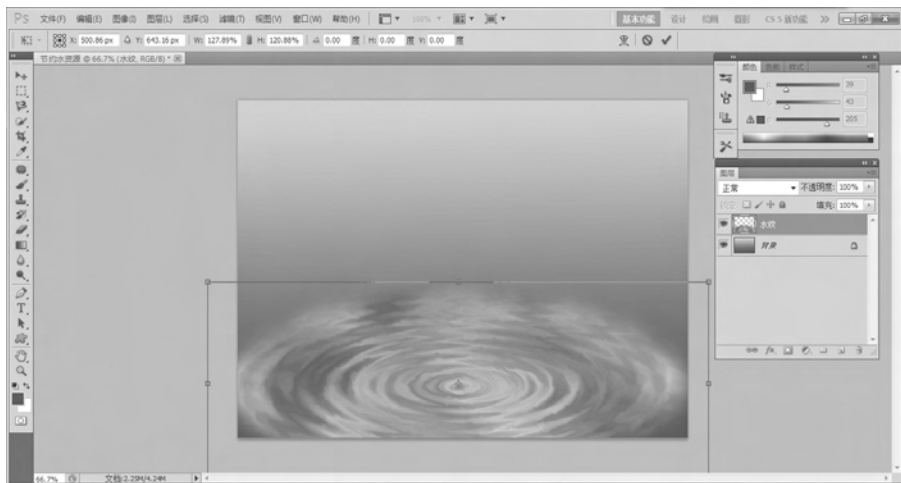 PS 文件(F) 编辑(E) 图像(I) 图层(L) 选择(S) 滤镜(T) 视图(V) 窗口(W) 帮助(H) 100% 基本功能 设计 绘画 摄影 CS 5 新功能 >>
X: 500.86 px Y: 643.16 px W: 127.89% H: 120.88% 0.00 度 H: 0.00 度 V: 0.00 度
节约水资源 @ 66.7% (水纹, RGB/8) *
颜色 色板 样式
39
43
205
图层
正常 不透明度: 100%
锁定: 填充: 100%
水纹
背景
66.7% 文档:2.25M/4.24M